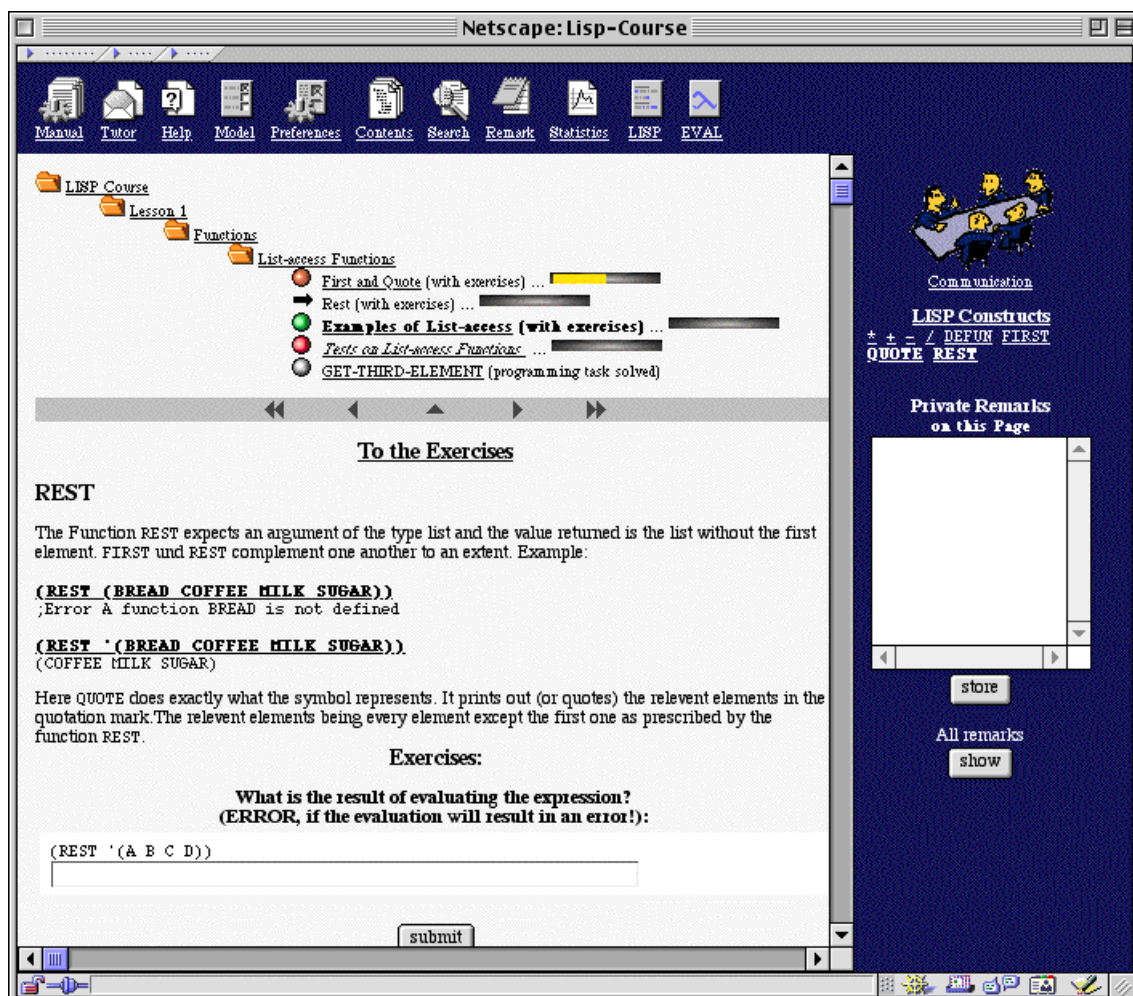 Netscape: Lisp-Course
Manual Tutor Help Model Preferences Contents Search Remark Statistics LISP EVAL
LISP Course
Lesson 1
Functions
List-access Functions
First and Quote (with exercises) ...
Rest (with exercises) ...
Examples of List-access (with exercises) ...
Tests on List-access Functions ...
GET-THIRD-ELEMENT (programming task solved)
To the Exercises
REST
The Function REST expects an argument of the type list and the value returned is the list without the first
element. FIRST und REST complement one another to an extent. Example:
(REST (BREAD COFFEE MILK SUGAR))
;Error A function BREAD is not defined
(REST '(BREAD COFFEE MILK SUGAR))
(COFFEE MILK SUGAR)
Here QUOTE does exactly what the symbol represents. It prints out (or quotes) the relevent elements in the
quotation mark.The relevent elements being every element except the first one as prescribed by the
function REST.
Exercises:
What is the result of evaluating the expression?
(ERROR, if the evaluation will result in an error!):
(REST '(A B C D))
submit
Communication
LISP Constructs
* + - / DEFUN FIRST
QUOTE REST
Private Remarks
on this Page
store
All remarks
show